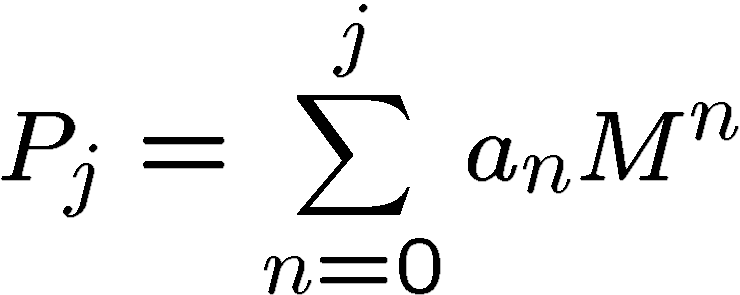 P_j = \sum_{n=0}^{j} a_n M^n